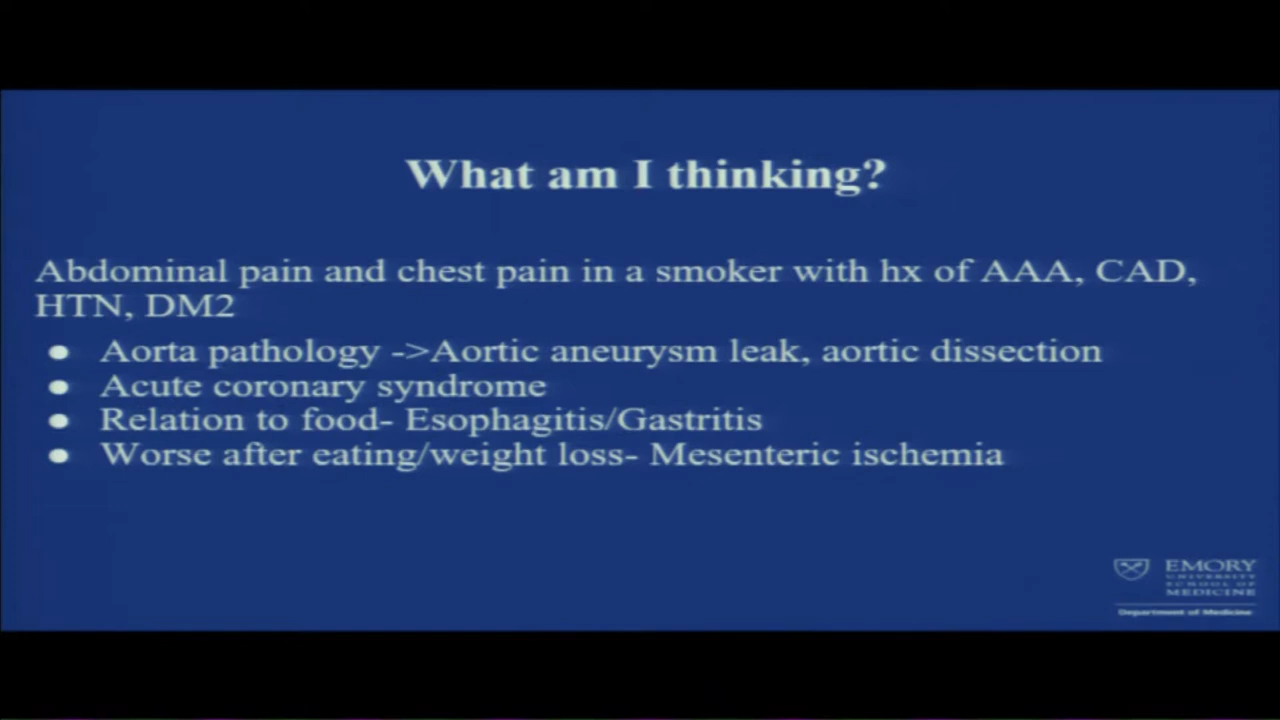 What am I thinking?
Abdominal pain and chest pain in a smoker with hx of AAA, CAD,
HTN, DM2
● Aorta pathology ->Aortic aneurysm leak, aortic dissection
● Acute coronary syndrome
● Relation to food- Esophagitis/Gastritis
● Worse after eating/weight loss- Mesenteric ischemia
EMORY
UNIVERSITY
SCHOOL OF
MEDICINE
Department of Medicine